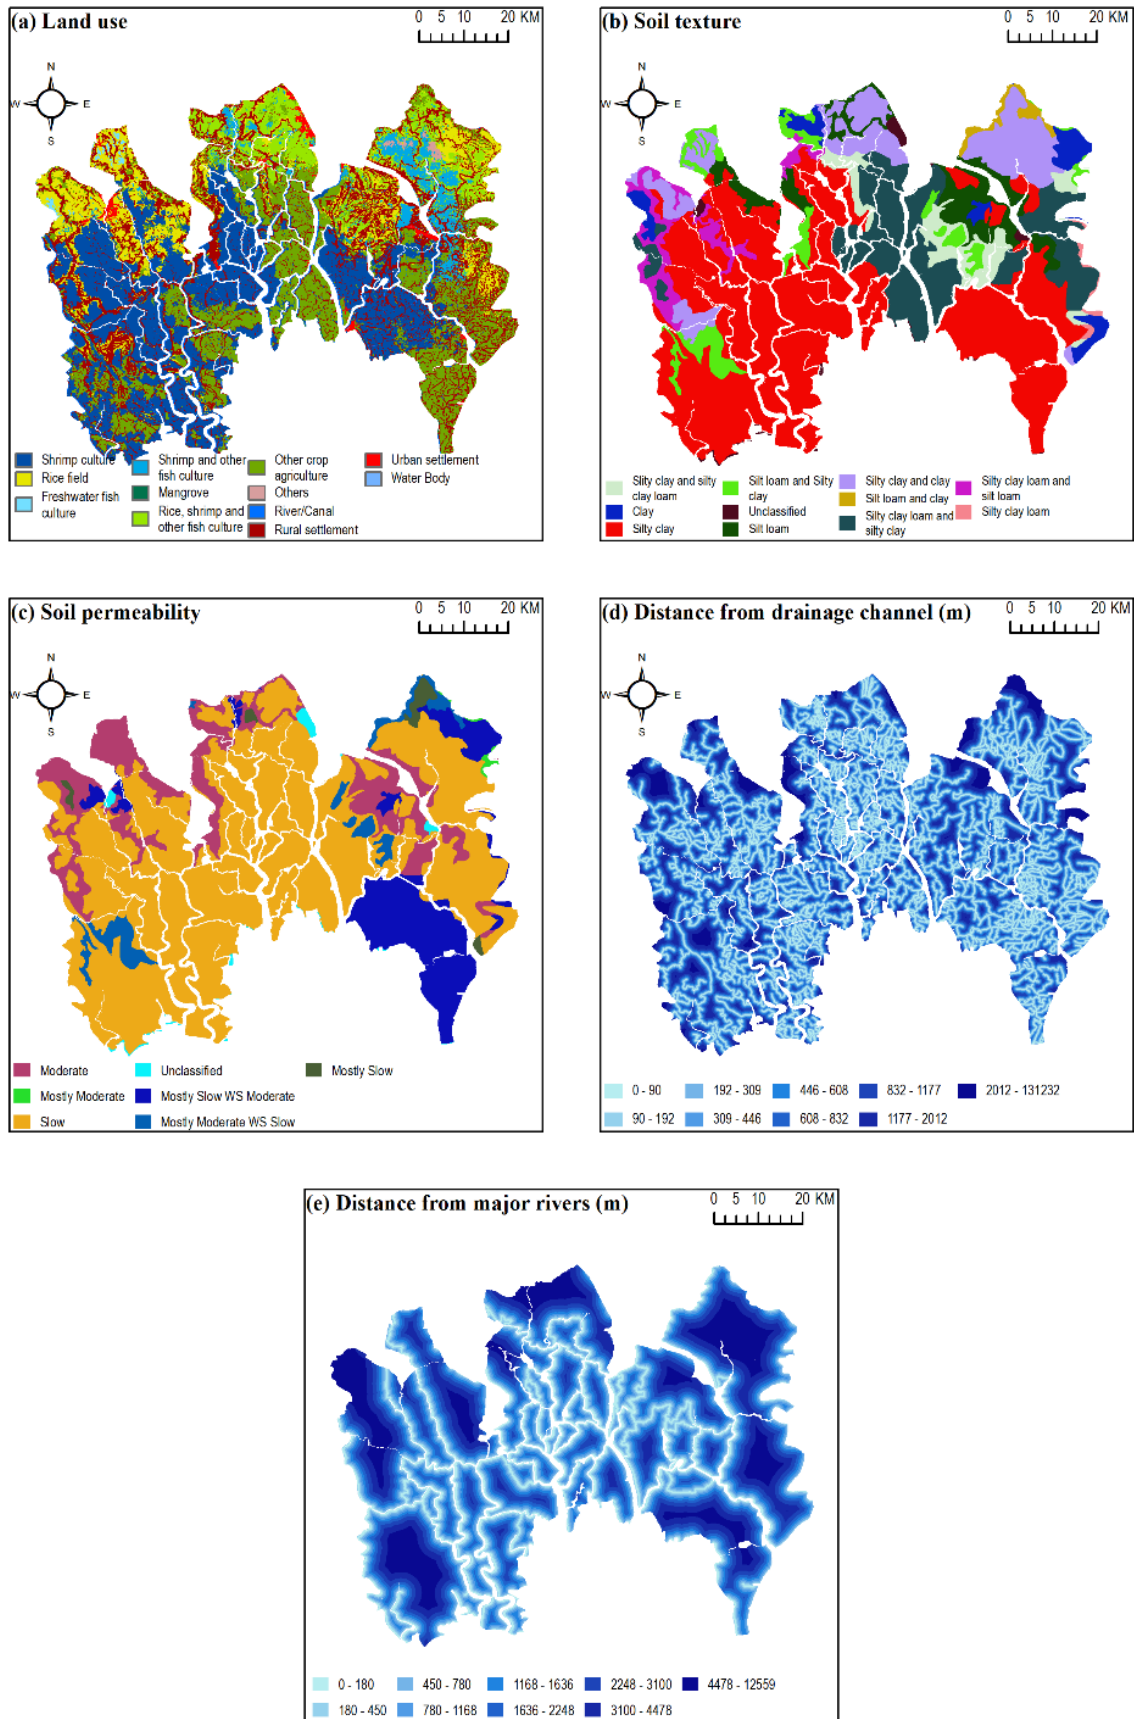 (a) Land use
0 5 10 20 KM
N
W E
S
Shrimp culture
Rice field
Freshwater fish
culture
Shrimp and other
fish culture
Mangrove
Rice, shrimp and
other fish culture
Other crop
agriculture
Others
River/Canal
Rural settlement
Urban settlement
Water Body
(b) Soil texture
0 5 10 20 KM
N
W E
S
Silty clay and silty
clay loam
Clay
Silty clay
Silt loam and Silty
clay
Unclassified
Silt loam
Silty clay and clay
Silt loam and clay
Silty clay loam and
silty clay
Silty clay loam and
silt loam
Silty clay loam
(c) Soil permeability
0 5 10 20 KM
N
W E
S
Moderate
Mostly Moderate
Slow
Unclassified
Mostly Slow WS Moderate
Mostly Moderate WS Slow
Mostly Slow
(d) Distance from drainage channel (m)
0 5 10 20 KM
N
W E
S
0 - 90
90 - 192
192 - 309
309 - 446
446 - 608
608 - 832
832 - 1177
1177 - 2012
2012 - 131232
(e) Distance from major rivers (m)
0 5 10 20 KM
0 - 180
180 - 450
450 - 780
780 - 1168
1168 - 1636
1636 - 2248
2248 - 3100
3100 - 4478
4478 - 12559